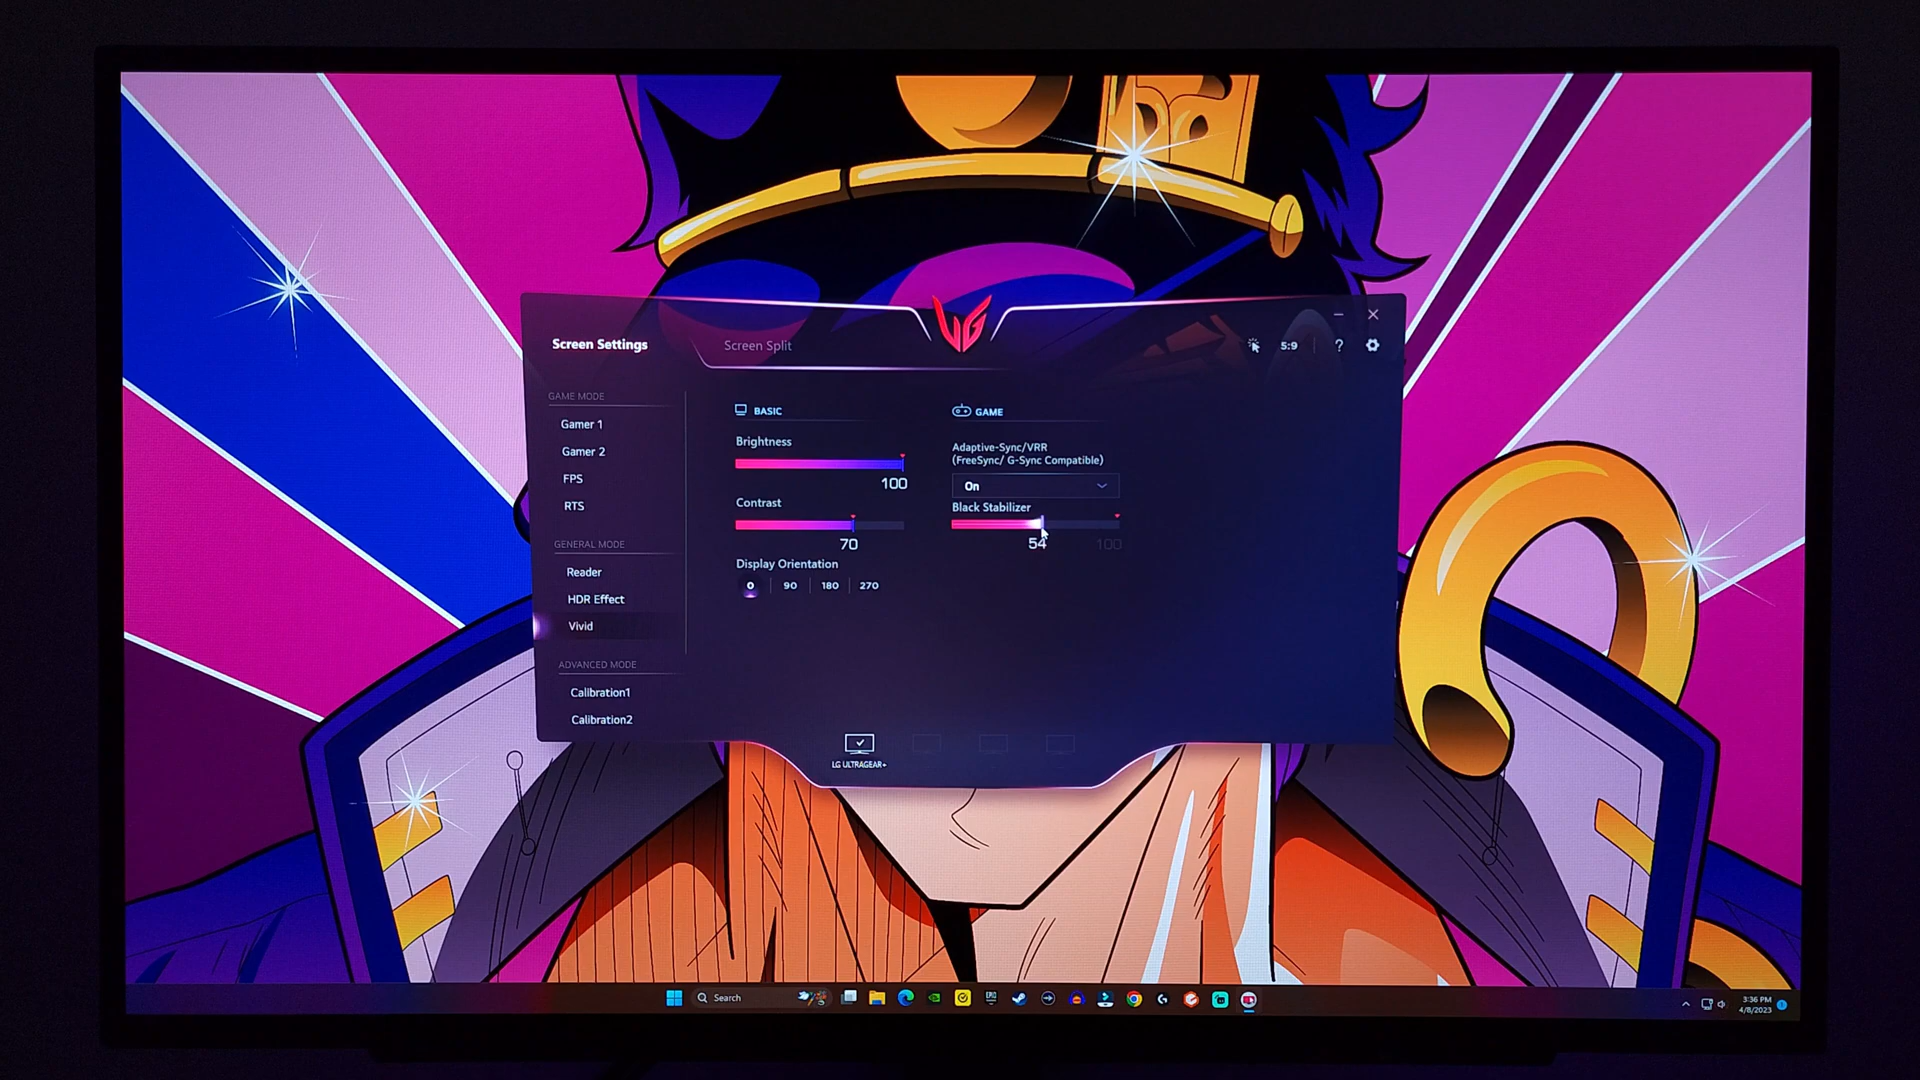 Screen Settings
Screen Split
5:9
?
GAME MODE
Gamer 1
Gamer 2
FPS
RTS
GENERAL MODE
Reader
HDR Effect
Vivid
ADVANCED MODE
Calibration1
Calibration2
BASIC
Brightness
100
Contrast
70
Display Orientation
0 90 180 270
GAME
Adaptive-Sync/VRR
(FreeSync/ G-Sync Compatible)
On
Black Stabilizer
54 100
LG ULTRAGEAR+
Search
EPIC
3:36 PM
4/8/2023